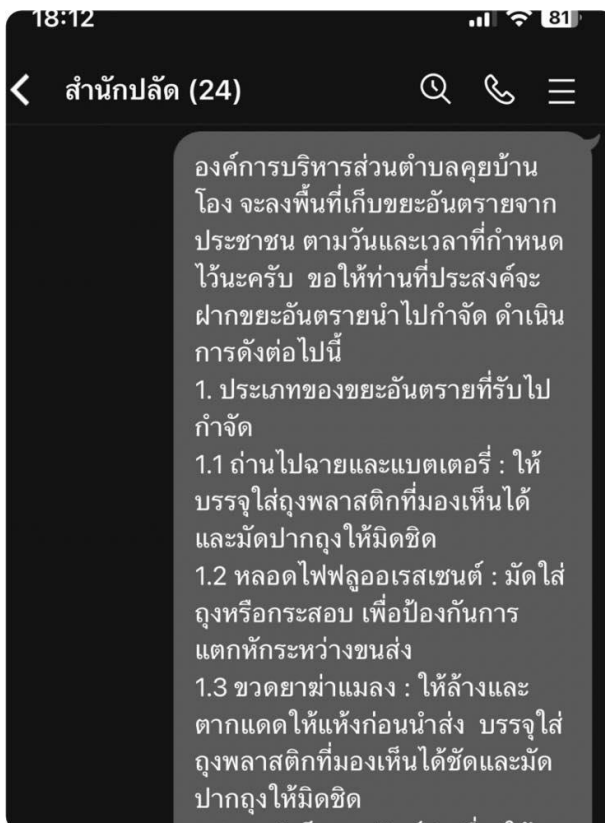 18:12
81
สำนักปลัด (24)
องค์การบริหารส่วนตำบลคุยบ้าน
โอง จะลงพื้นที่เก็บขยะอันตรายจาก
ประชาชน ตามวันและเวลาที่กำหนด
ไว้นะครับ ขอให้ท่านที่ประสงค์จะ
ฝากขยะอันตรายนำไปกำจัด ดำเนิน
การดังต่อไปนี้
1. ประเภทของขยะอันตรายที่รับไป
กำจัด
1.1 ถ่านไปฉายและแบตเตอรี่ : ให้
บรรจุใส่ถุงพลาสติกที่มองเห็นได้
และมัดปากถุงให้มิดชิด
1.2 หลอดไฟฟลูออเรสเซนต์ : มัดใส่
ถุงหรือกระสอบ เพื่อป้องกันการ
แตกหักระหว่างขนส่ง
1.3 ขวดยาฆ่าแมลง : ให้ล้างและ
ตากแดดให้แห้งก่อนนำส่ง บรรจุใส่
ถุงพลาสติกที่มองเห็นได้ชัดและมัด
ปากถุงให้มิดชิด